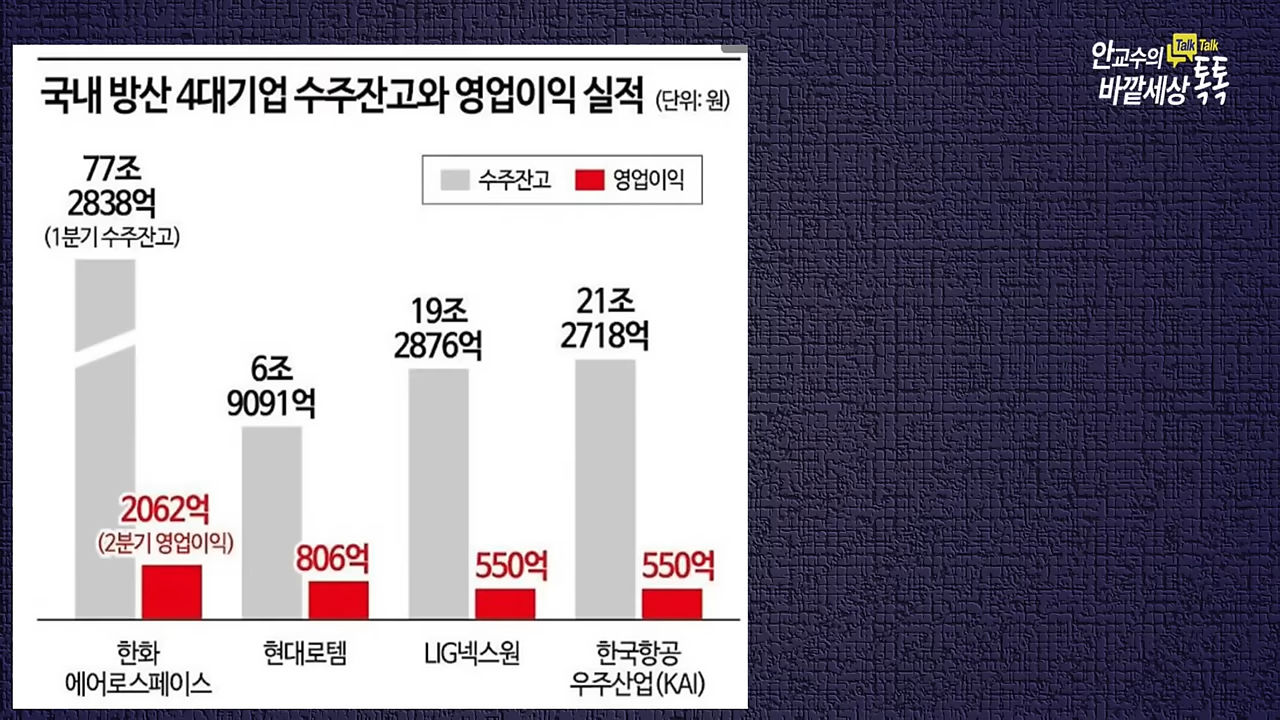 국내 방산 4대기업 수주잔고와 영업이익 실적 (단위: 원)
수주잔고 영업이익
77조
2838억
(1분기 수주잔고)
2062억
(2분기 영업이익)
6조
9091억
806억
19조
2876억
550억
21조
2718억
550억
한화
에어로스페이스
현대로템
LIG넥스원
한국항공
우주산업(KAI)
안교수의 Talk Talk
바깥세상 톡톡